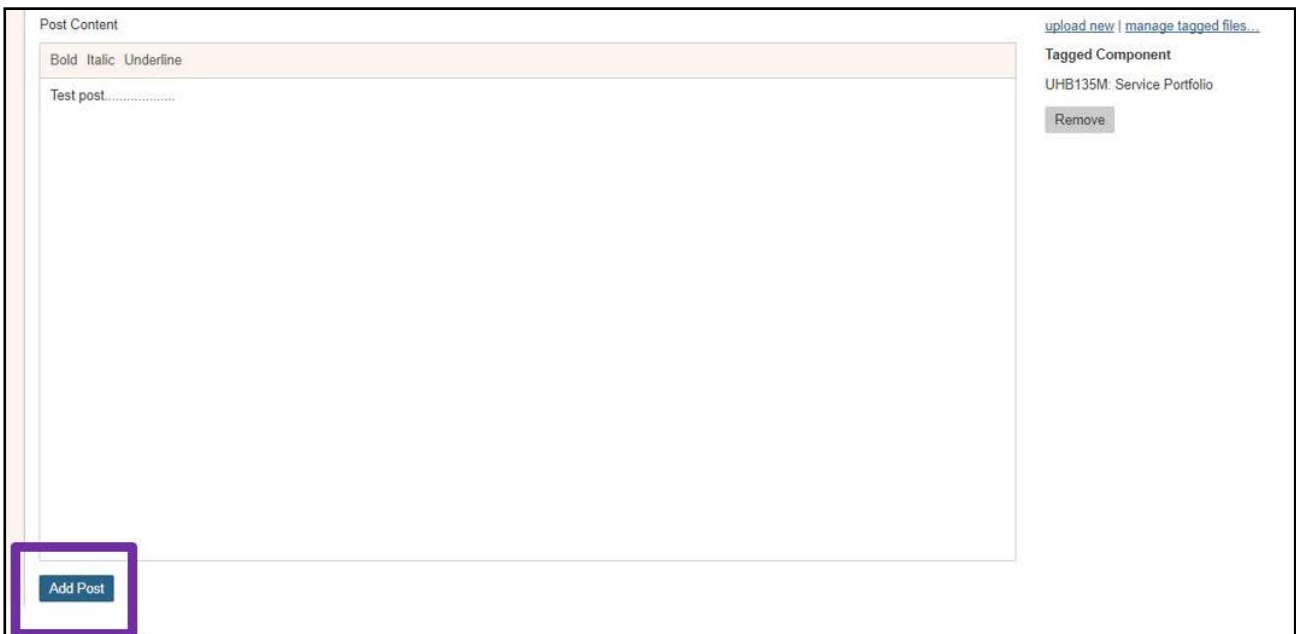 Post Content
Bold Italic Underline
Test post..................
upload new | manage tagged files...
Tagged Component
UHB135M: Service Portfolio
Remove
Add Post